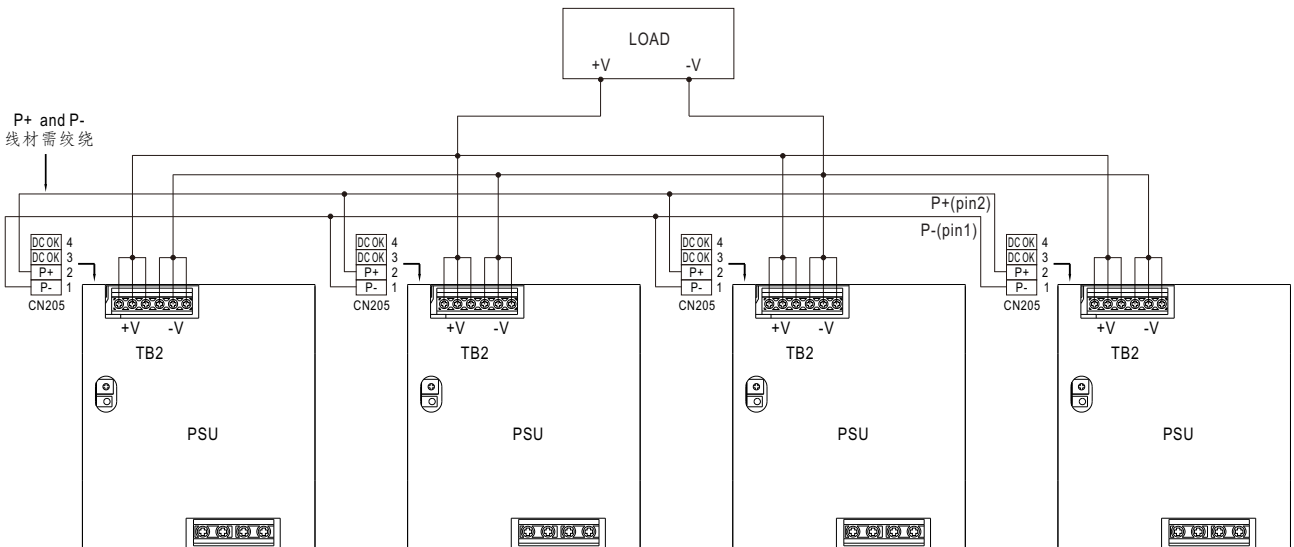 LOAD
+V -V
P+ and P-
线材需绞绕
P+(pin2)
P-(pin1)
DC OK 4
DC OK 3
P+ 2
P- 1
CN205
DC OK 4
DC OK 3
P+ 2
P- 1
CN205
DC OK 4
DC OK 3
P+ 2
P- 1
CN205
DC OK 4
DC OK 3
P+ 2
P- 1
CN205
+V -V
TB2
PSU
+V -V
TB2
PSU
+V -V
TB2
PSU
+V -V
TB2
PSU